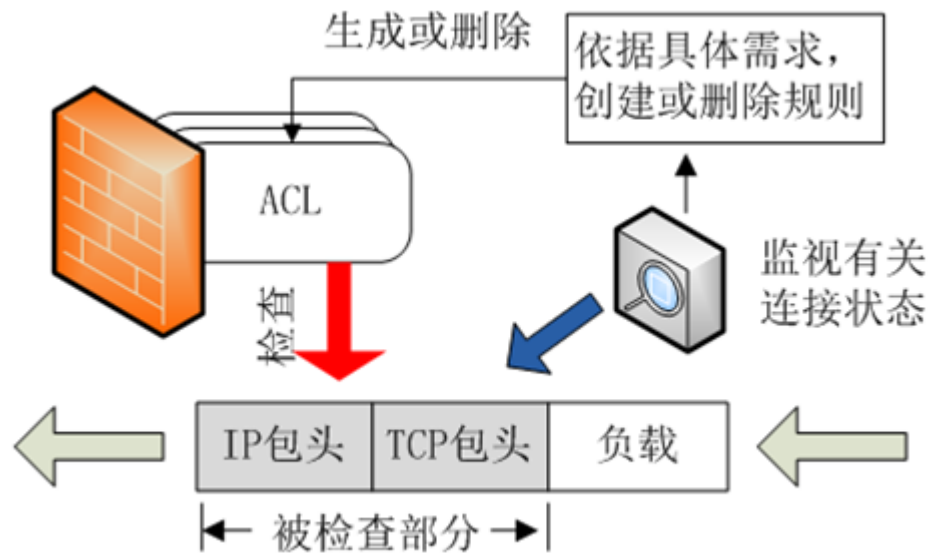 生成或删除
依据具体需求，
创建或删除规则
ACL
监视有关
连接状态
检查
IP包头
TCP包头
负载
被检查部分